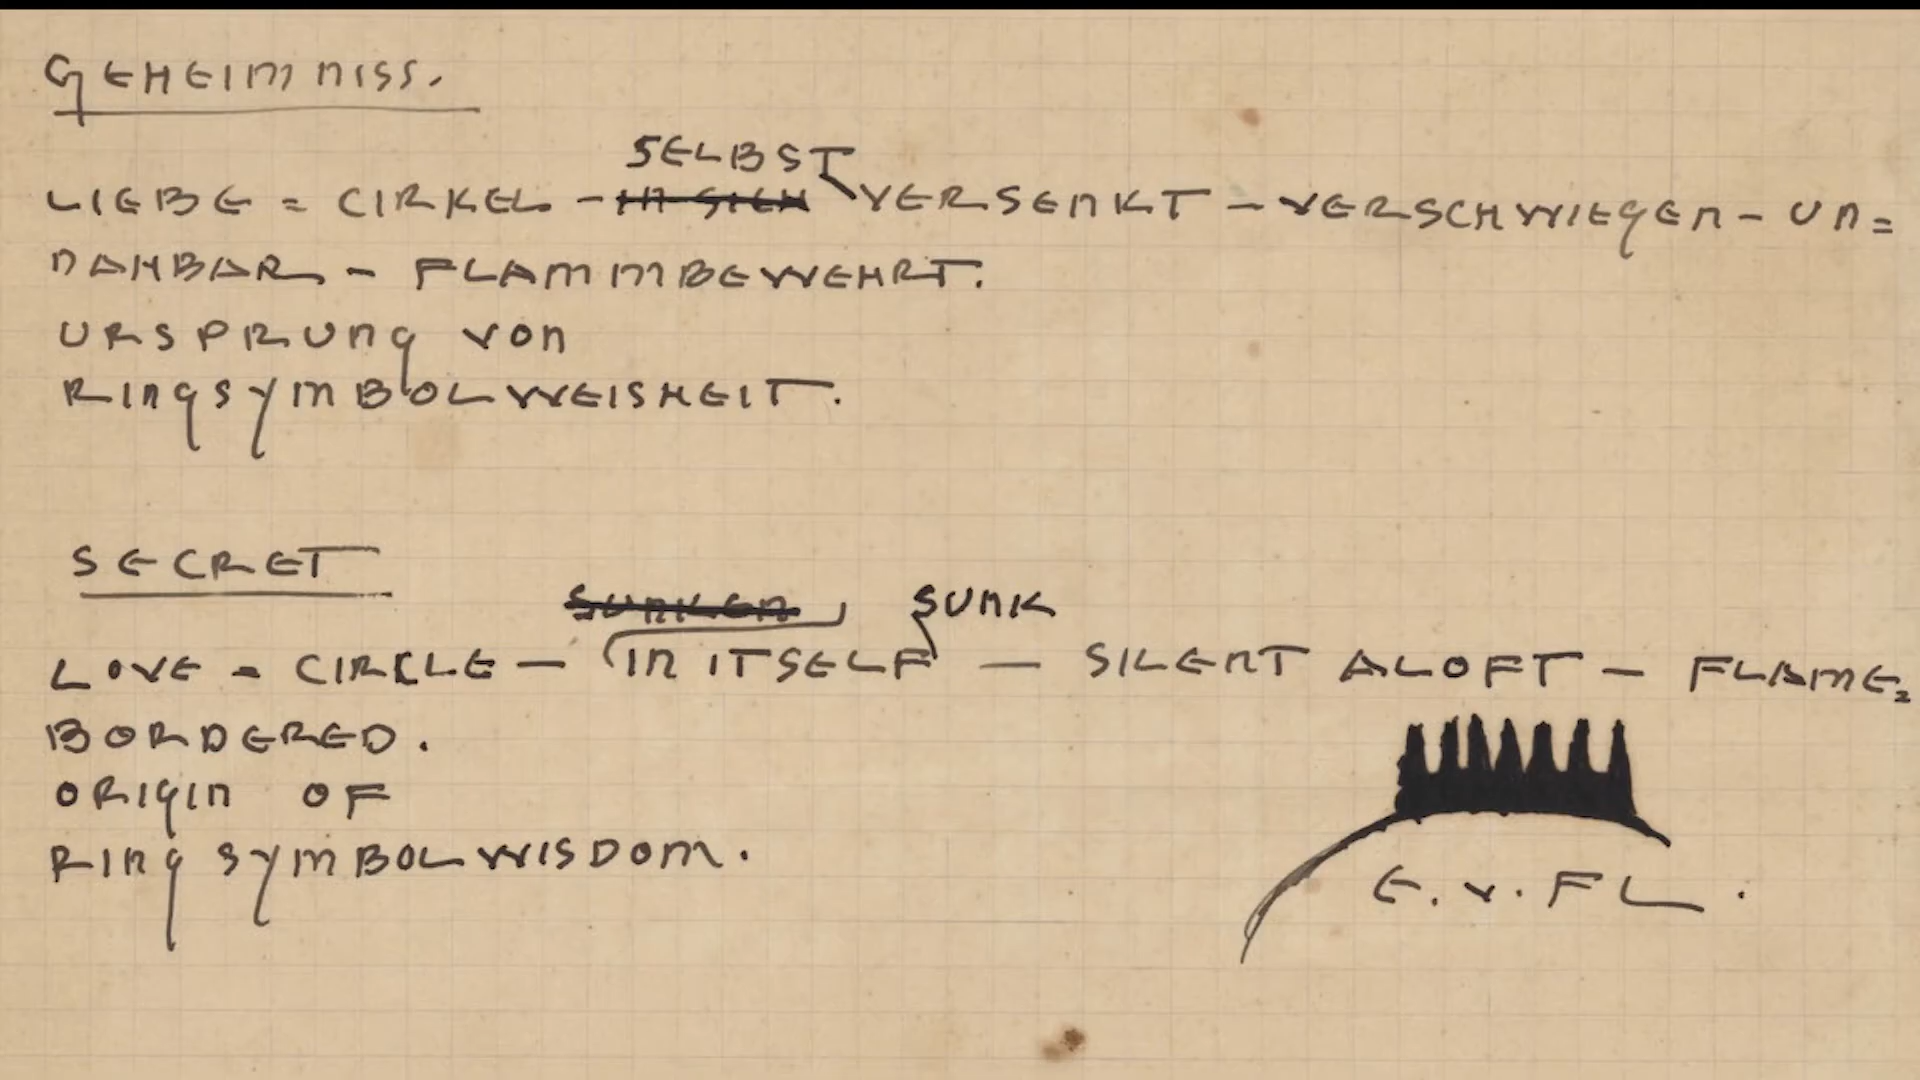 GEHEIMNISS.
SELBST
LIEBE = CIRKEL - IN SICH VERSENKT - VERSCHWIEGEN - UN=
NAHBAR - FLAMMBEWEHRT.
URSPRUNG VON
RINGSYMBOLWEISHEIT.
SECRET
SUNKEN SUNK
LOVE = CIRCLE - IN ITSELF - SILENT ALOFT - FLAME=
BORDERED.
ORIGIN OF
RING SYMBOLWISDOM.
E. v. FL.